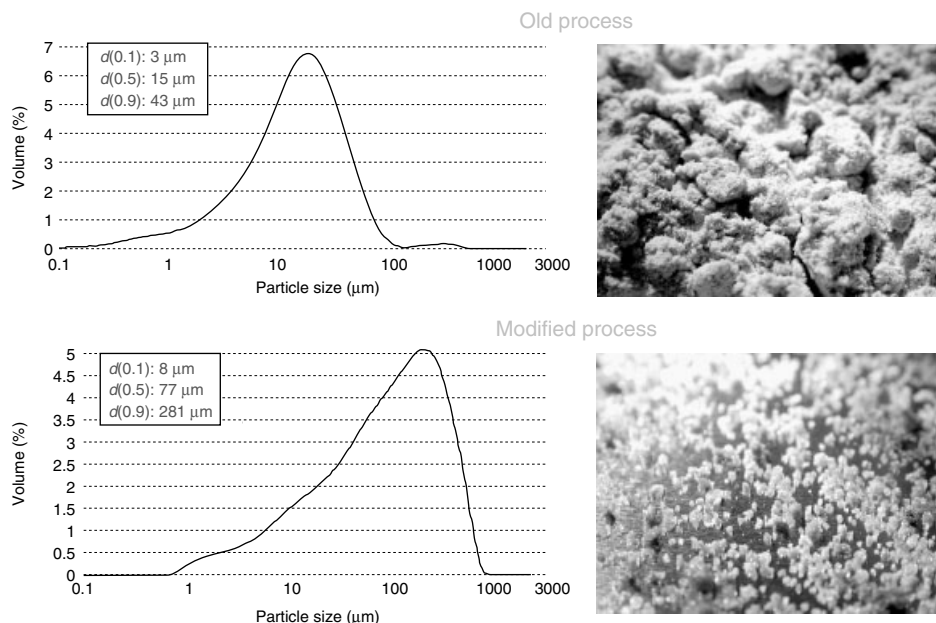 Old process
7
6
5
4
3
2
1
0
Volume (%)
d(0.1): 3 µm
d(0.5): 15 µm
d(0.9): 43 µm
0.1 1 10 100 1000 3000
Particle size (µm)
Modified process
5
4.5
4
3.5
3
2.5
2
1.5
1
0.5
0
Volume (%)
d(0.1): 8 µm
d(0.5): 77 µm
d(0.9): 281 µm
0.1 1 10 100 1000 3000
Particle size (µm)